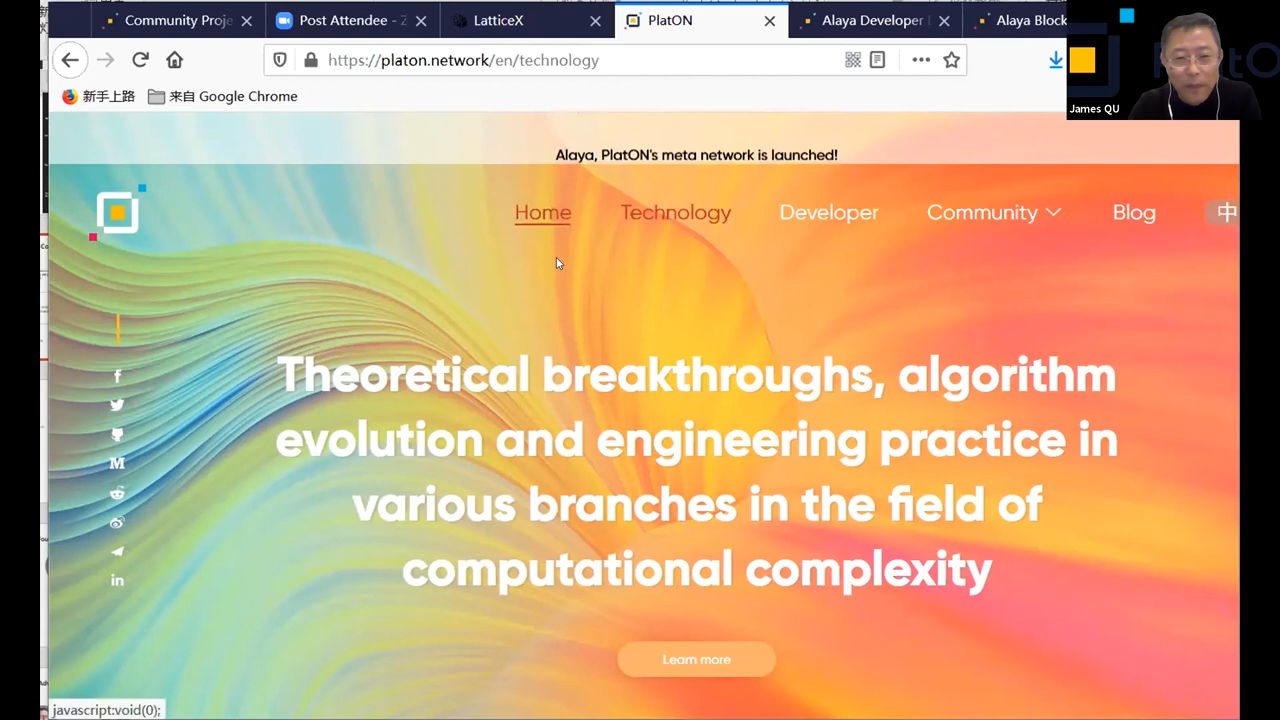 Community Proje
Post Attendee - Z
LatticeX
PlatON
Alaya Developer
Alaya Block
https://platon.network/en/technology
James QU
新手上路
来自 Google Chrome
Alaya, PlatON's meta network is launched!
Home
Technology
Developer
Community
Blog
中
Theoretical breakthroughs, algorithm
evolution and engineering practice in
various branches in the field of
computational complexity
Learn more
javascript:void(0);